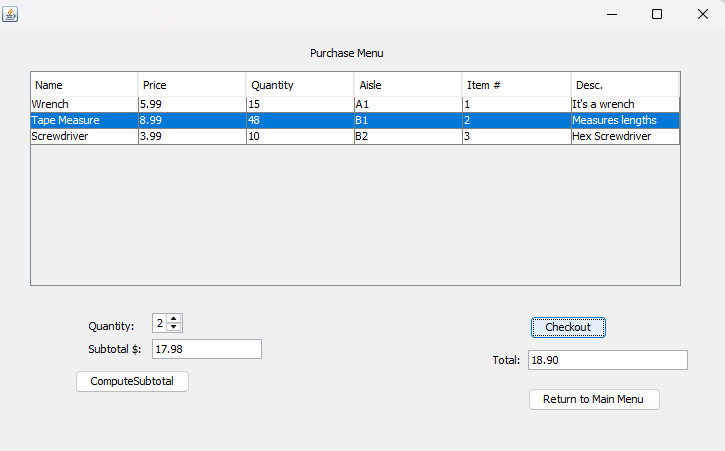 Purchase Menu
Name Price Quantity Aisle Item # Desc.
Wrench 5.99 15 A1 1 It's a wrench
Tape Measure 8.99 48 B1 2 Measures lengths
Screwdriver 3.99 10 B2 3 Hex Screwdriver
Quantity: 2 Checkout
Subtotal $: 17.98
Total: 18.90
ComputeSubtotal
Return to Main Menu